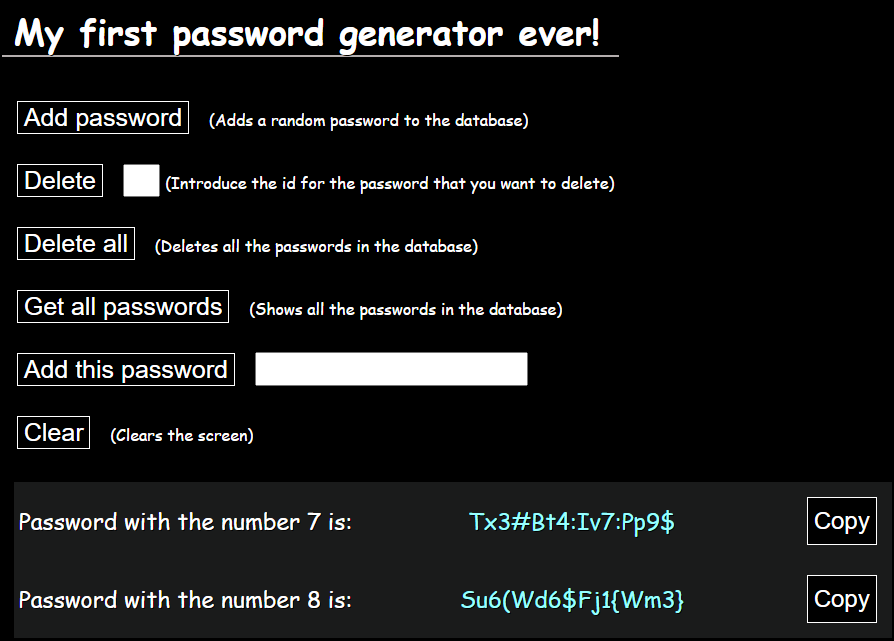 My first password generator ever!
Add password (Adds a random password to the database)
Delete (Introduce the id for the password that you want to delete)
Delete all (Deletes all the passwords in the database)
Get all passwords (Shows all the passwords in the database)
Add this password
Clear (Clears the screen)
Password with the number 7 is: Tx3#Bt4:Iv7:Pp9$ Copy
Password with the number 8 is: Su6(Wd6$Fj1{Wm3} Copy